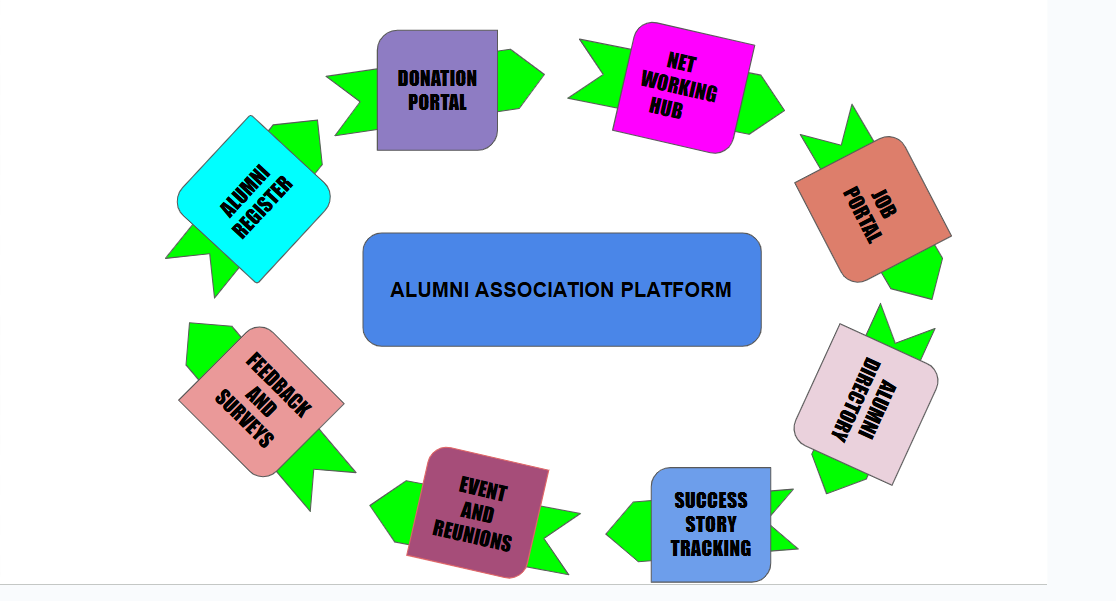 DONATION
PORTAL
NET
WORKING
HUB
JOB
PORTAL
ALUMNI
DIRECTORY
SUCCESS
STORY
TRACKING
EVENT
AND
REUNIONS
FEEDBACK
AND
SURVEYS
ALUMNI
REGISTER
ALUMNI ASSOCIATION PLATFORM